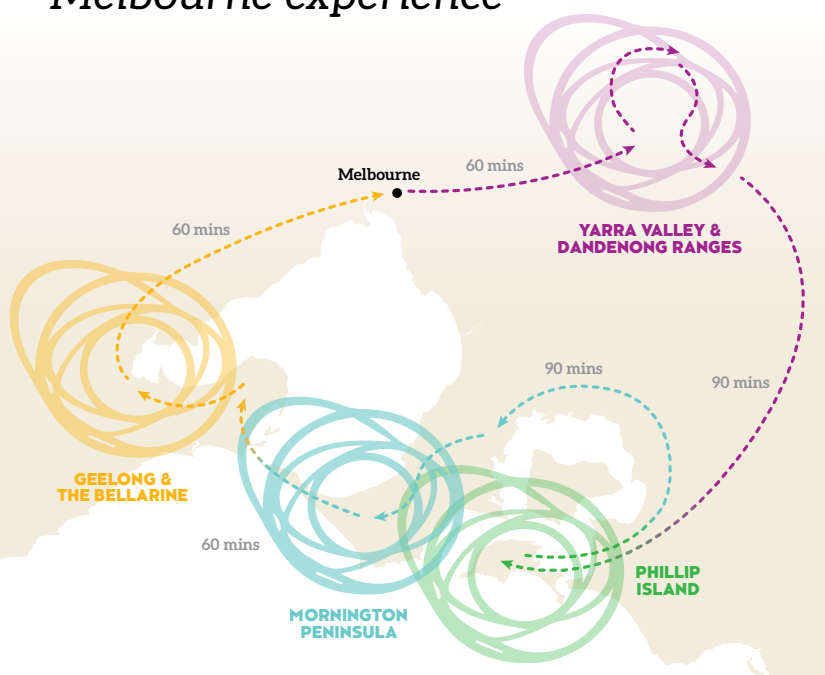 Melbourne experience
60 mins
Melbourne
60 mins
YARRA VALLEY &
DANDENONG RANGES
90 mins
90 mins
GEELONG &
THE BELLARINE
60 mins
PHILLIP
ISLAND
MORNINGTON
PENINSULA